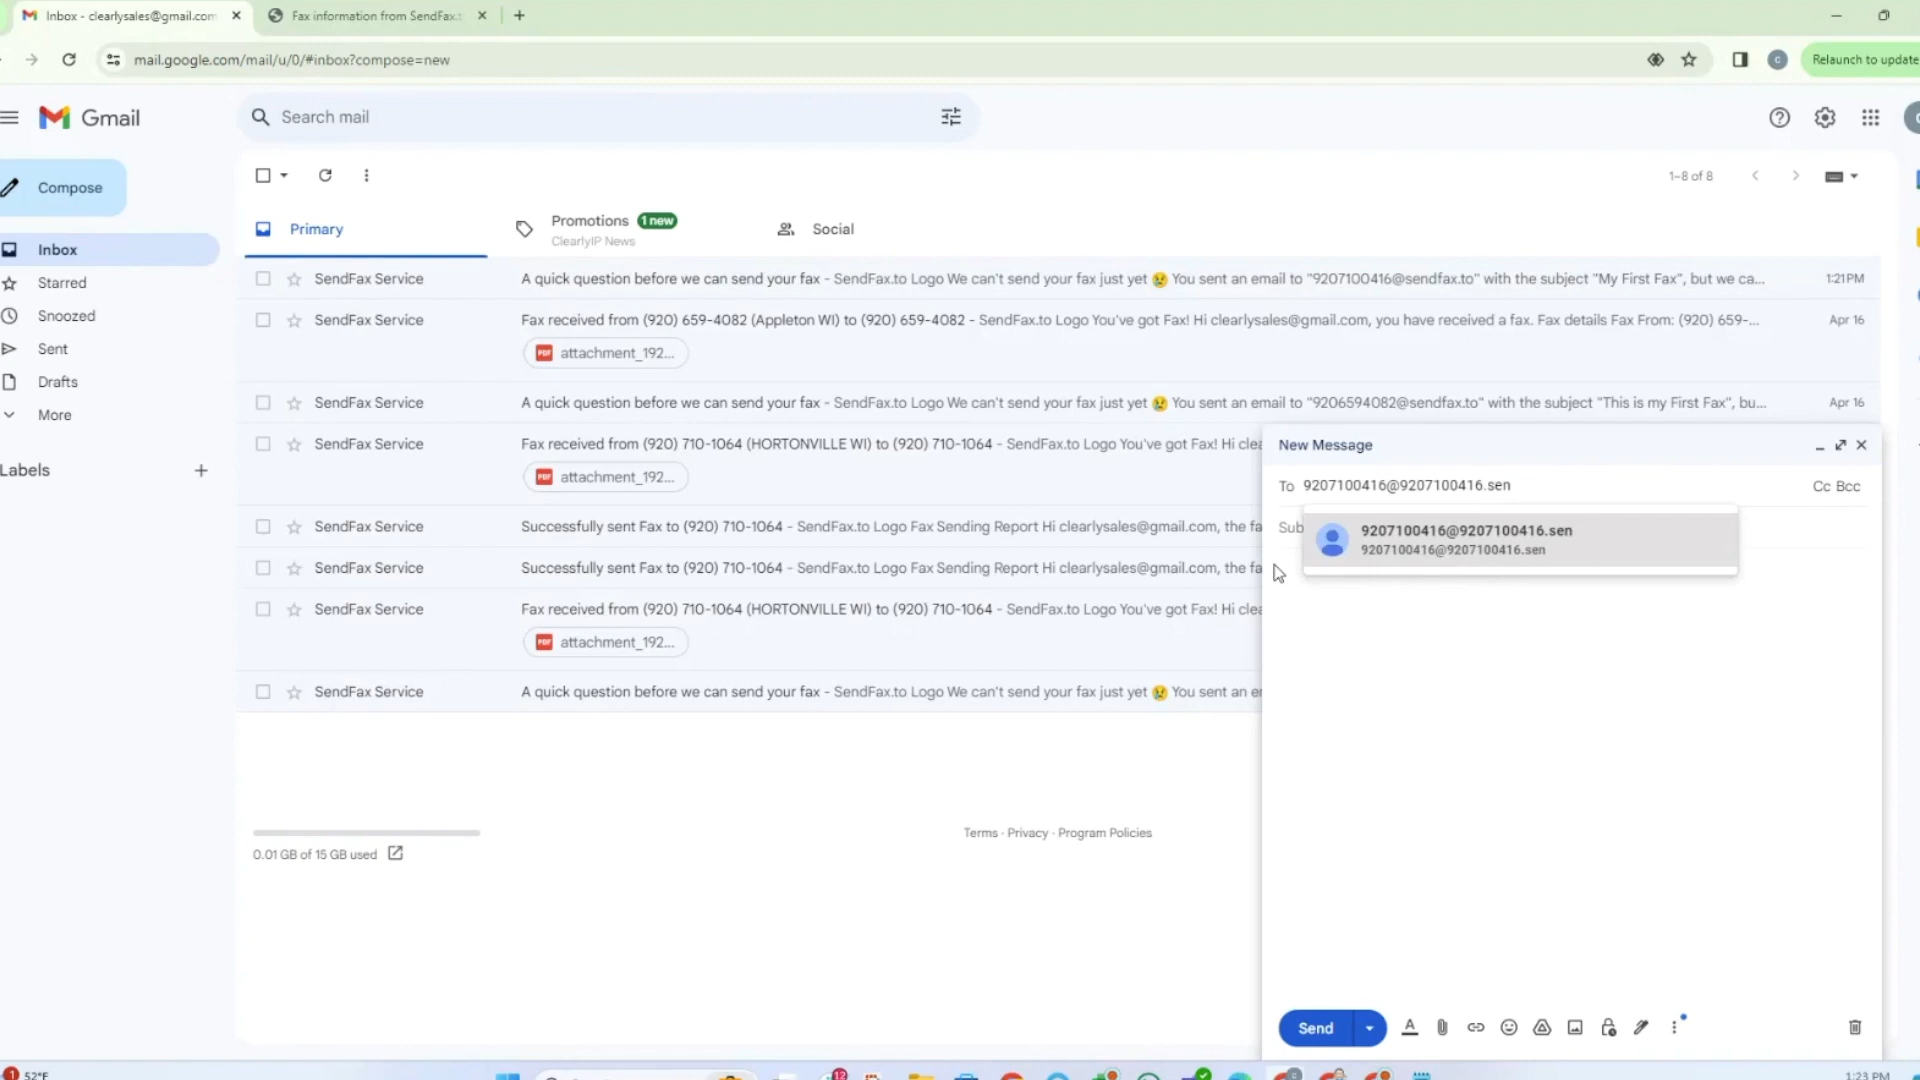 Inbox - clearlysales@gmail.com
Fax information from SendFax.t
mail.google.com/mail/u/0/#inbox?compose=new
Relaunch to update
Gmail
Search mail
Compose
1–8 of 8
Primary
Promotions 1 new
ClearlyIP News
Social
Inbox
Starred
Snoozed
Sent
Drafts
More
Labels
SendFax Service A quick question before we can send your fax - SendFax.to Logo We can't send your fax just yet 😢 You sent an email to "9207100416@sendfax.to" with the subject "My First Fax", but we ca... 1:21 PM
SendFax Service Fax received from (920) 659-4082 (Appleton WI) to (920) 659-4082 - SendFax.to Logo You've got Fax! Hi clearlysales@gmail.com, you have received a fax. Fax details Fax From: (920) 659-... Apr 16
PDF attachment_192...
SendFax Service A quick question before we can send your fax - SendFax.to Logo We can't send your fax just yet 😢 You sent an email to "9206594082@sendfax.to" with the subject "This is my First Fax", bu... Apr 16
SendFax Service Fax received from (920) 710-1064 (HORTONVILLE WI) to (920) 710-1064 - SendFax.to Logo You've got Fax! Hi clea
PDF attachment_192...
SendFax Service Successfully sent Fax to (920) 710-1064 - SendFax.to Logo Fax Sending Report Hi clearlysales@gmail.com, the fa
SendFax Service Successfully sent Fax to (920) 710-1064 - SendFax.to Logo Fax Sending Report Hi clearlysales@gmail.com, the fa
SendFax Service Fax received from (920) 710-1064 (HORTONVILLE WI) to (920) 710-1064 - SendFax.to Logo You've got Fax! Hi clea
PDF attachment_192...
SendFax Service A quick question before we can send your fax - SendFax.to Logo We can't send your fax just yet 😢 You sent an e
0.01 GB of 15 GB used
Terms · Privacy · Program Policies
New Message
To 9207100416@9207100416.sen Cc Bcc
Sub
9207100416@9207100416.sen
9207100416@9207100416.sen
Send
1 52°F
12
1:23 PM